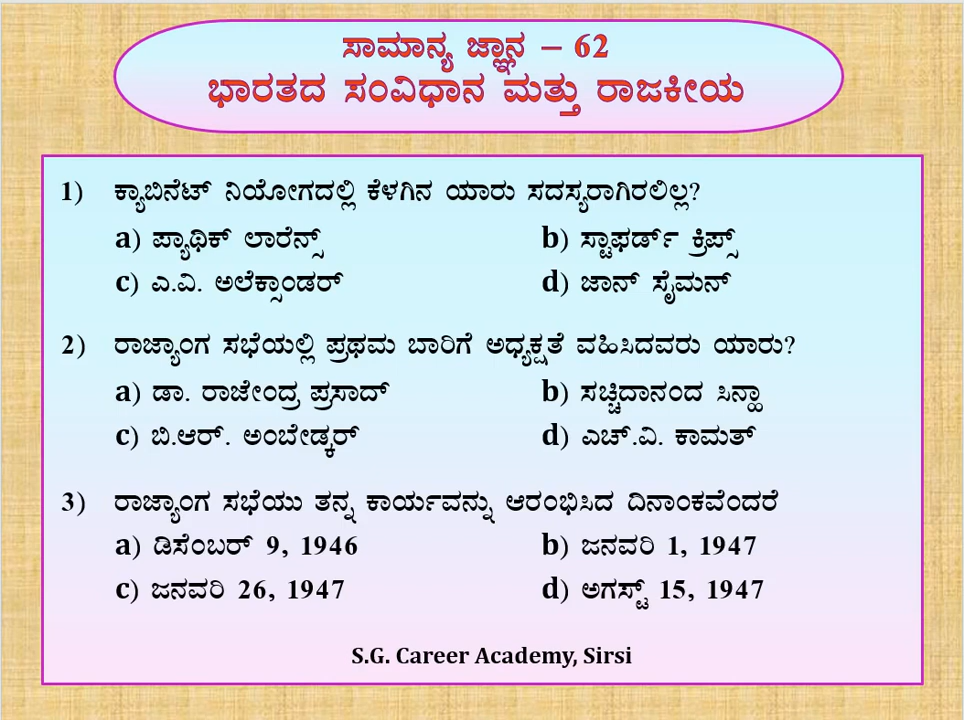 ಸಾಮಾನ್ಯ ಜ್ಞಾನ – 62
ಭಾರತದ ಸಂವಿಧಾನ ಮತ್ತು ರಾಜಕೀಯ
1) ಕ್ಯಾಬಿನೆಟ್ ನಿಯೋಗದಲ್ಲಿ ಕೆಳಗಿನ ಯಾರು ಸದಸ್ಯರಾಗಿರಲಿಲ್ಲ?
a) ಪ್ಯಾಥಿಕ್ ಲಾರೆನ್ಸ್ b) ಸ್ಟಾಫರ್ಡ್ ಕ್ರಿಪ್ಸ್
c) ಎ.ವಿ. ಅಲೆಕ್ಸಾಂಡರ್ d) ಜಾನ್ ಸೈಮನ್
2) ರಾಜ್ಯಾಂಗ ಸಭೆಯಲ್ಲಿ ಪ್ರಥಮ ಬಾರಿಗೆ ಅಧ್ಯಕ್ಷತೆ ವಹಿಸಿದವರು ಯಾರು?
a) ಡಾ. ರಾಜೇಂದ್ರ ಪ್ರಸಾದ್ b) ಸಚ್ಚಿದಾನಂದ ಸಿನ್ಹಾ
c) ಬಿ.ಆರ್. ಅಂಬೇಡ್ಕರ್ d) ಎಚ್.ವಿ. ಕಾಮತ್
3) ರಾಜ್ಯಾಂಗ ಸಭೆಯು ತನ್ನ ಕಾರ್ಯವನ್ನು ಆರಂಭಿಸಿದ ದಿನಾಂಕವೆಂದರೆ
a) ಡಿಸೆಂಬರ್ 9, 1946 b) ಜನವರಿ 1, 1947
c) ಜನವರಿ 26, 1947 d) ಅಗಸ್ಟ್ 15, 1947
S.G. Career Academy, Sirsi